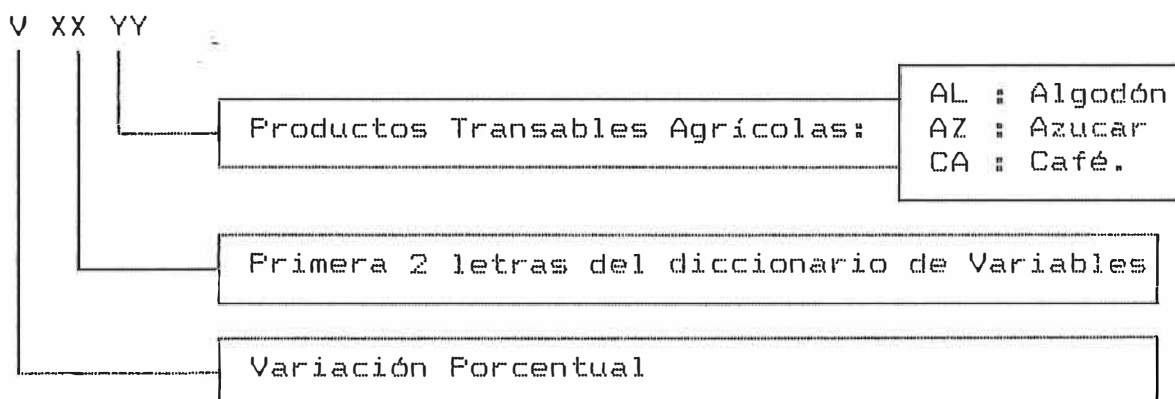 V XX YY
Productos Transables Agrícolas:
AL : Algodón
AZ : Azucar
CA : Café.
Primera 2 letras del diccionario de Variables
Variación Porcentual